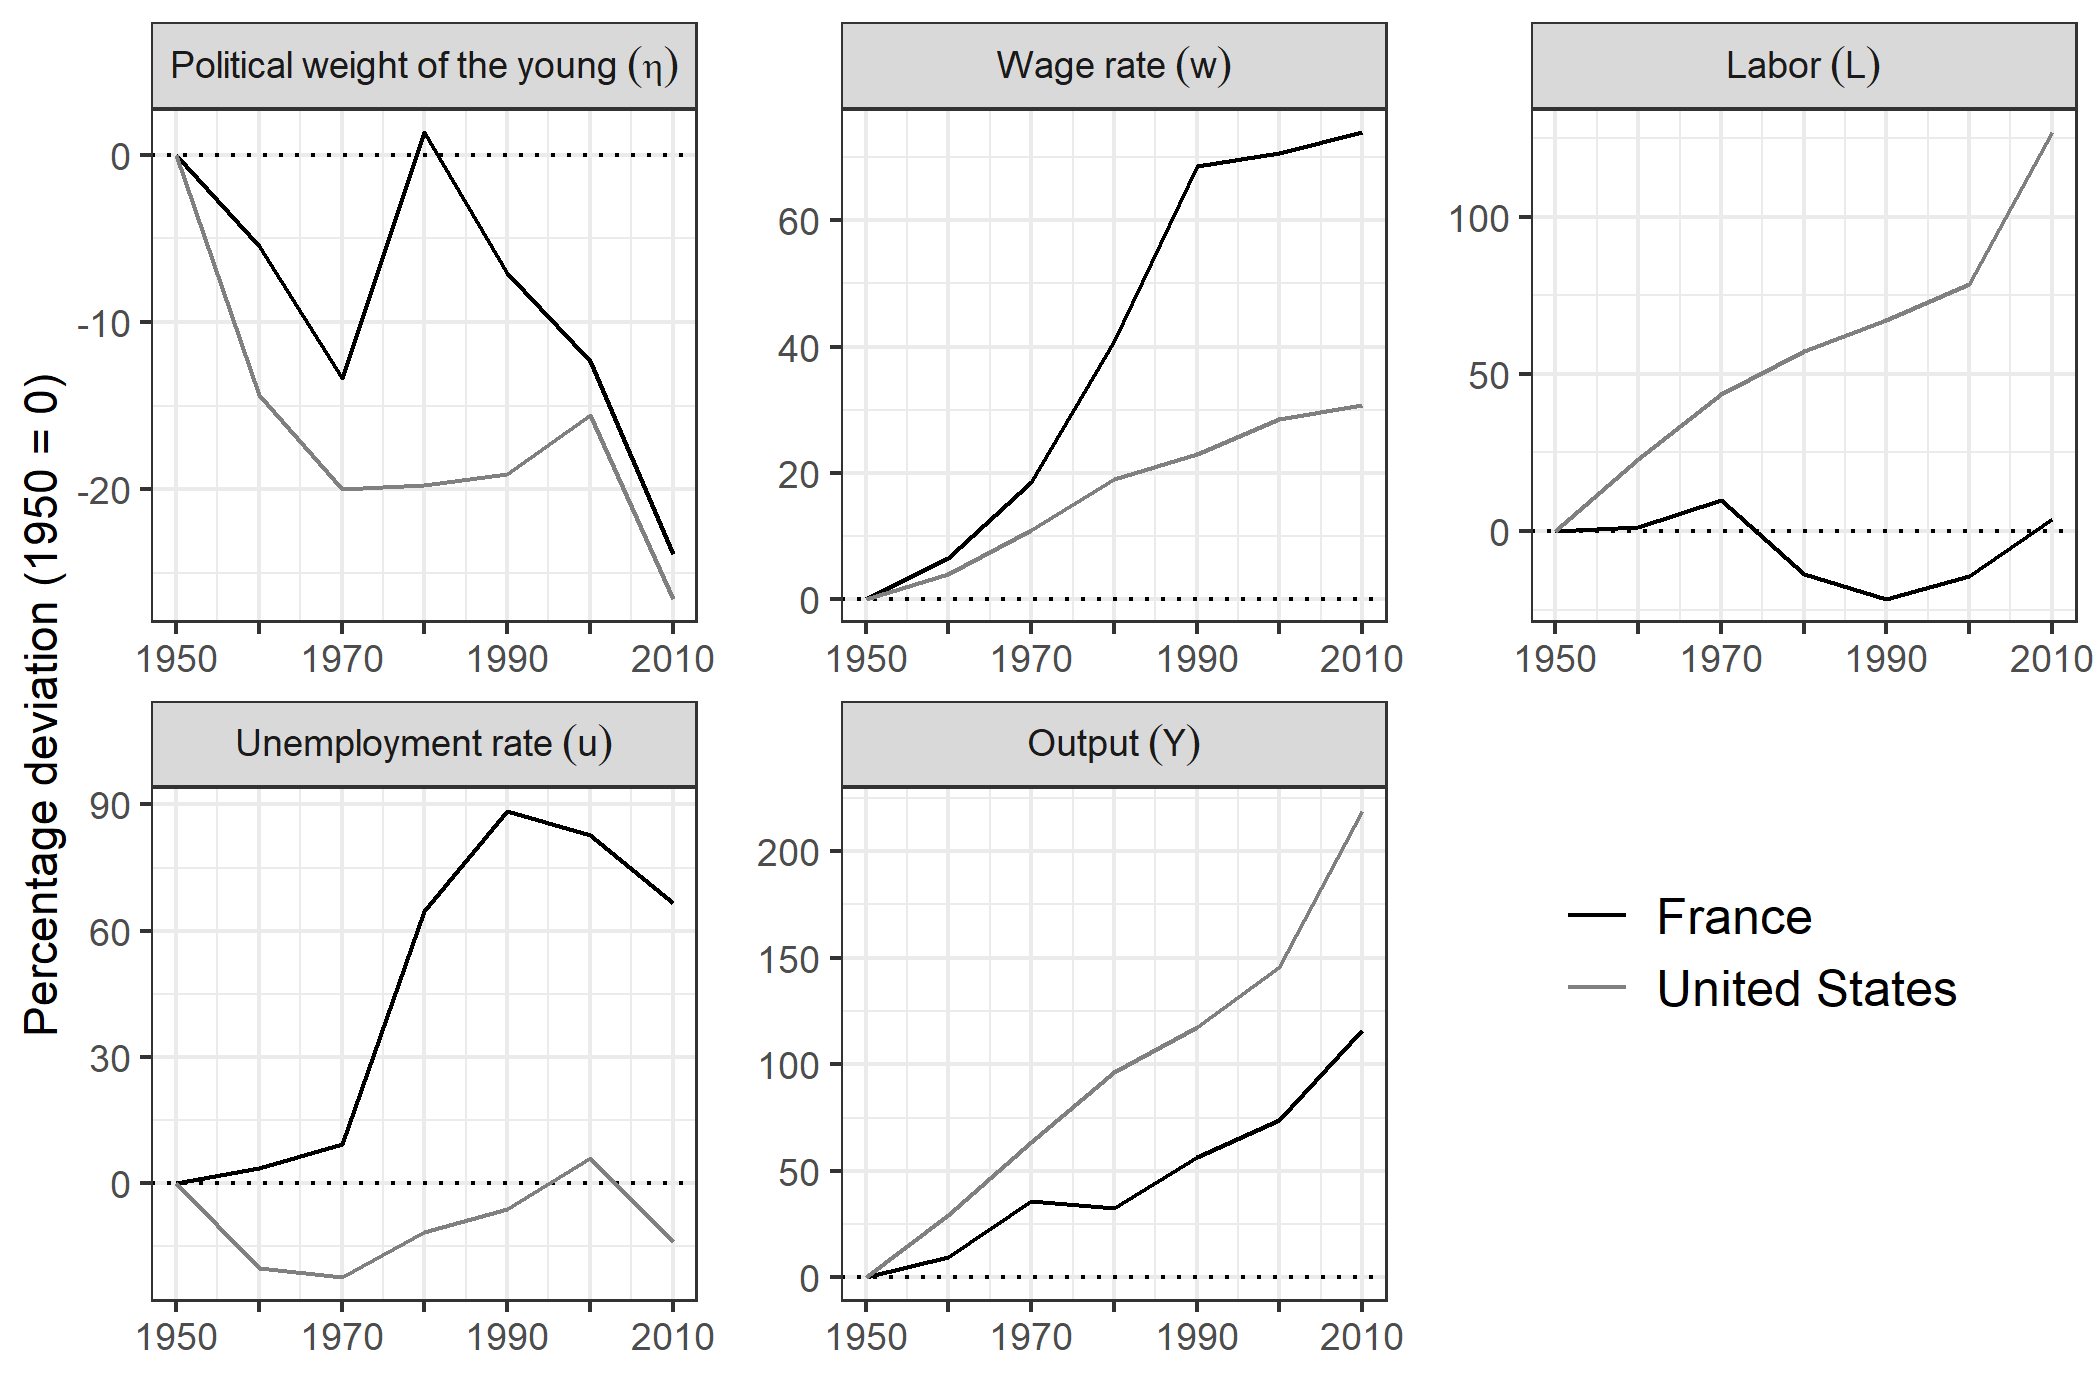 Percentage deviation (1950 = 0)
Political weight of the young (η)
0
-10
-20
1950 1970 1990 2010
Wage rate (w)
60
40
20
0
1950 1970 1990 2010
Labor (L)
100
50
0
1950 1970 1990 2010
Unemployment rate (u)
90
60
30
0
1950 1970 1990 2010
Output (Y)
200
150
100
50
0
1950 1970 1990 2010
France
United States